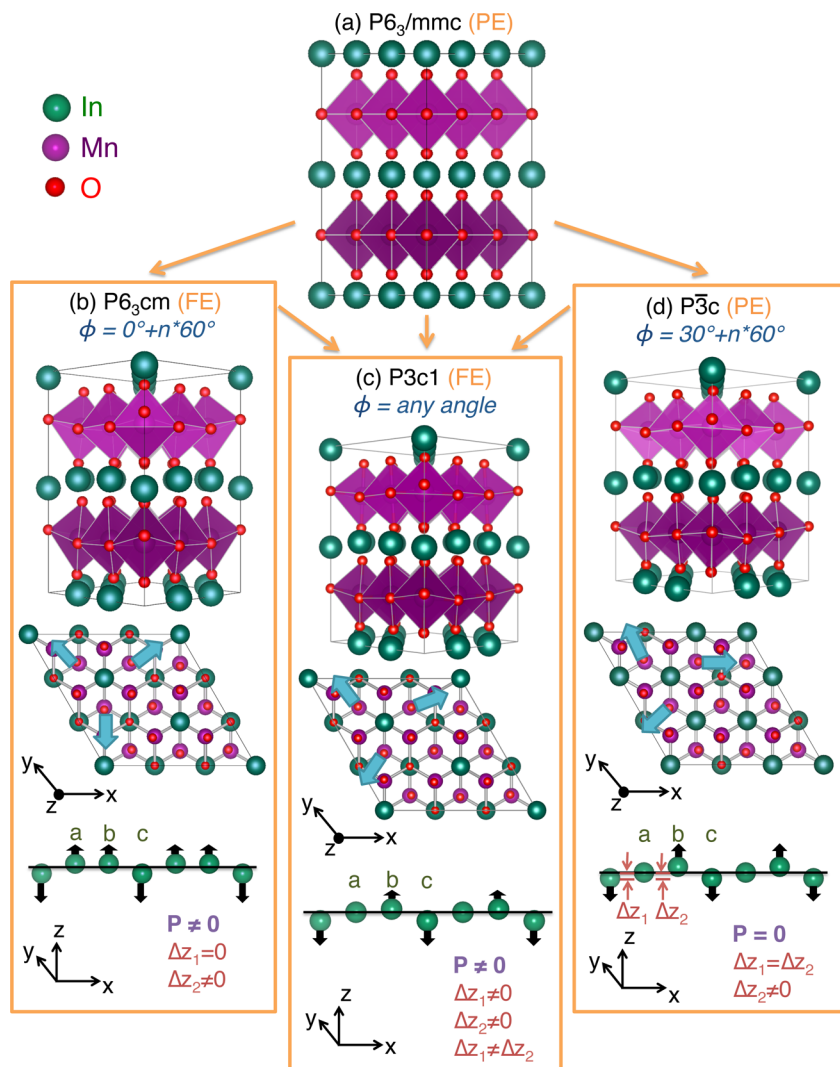 (a) P6₃/mmc (PE)
In
Mn
O
(b) P6₃cm (FE)
ϕ = 0°+n*60°
(c) P3c1 (FE)
ϕ = any angle
(d) P3̅c (PE)
ϕ = 30°+n*60°
y
z
x
a b c
P ≠ 0
Δz₁=0
Δz₂≠0
z
y
x
y
z
x
a b c
P ≠ 0
Δz₁≠0
Δz₂≠0
Δz₁≠Δz₂
z
y
x
y
z
x
a b c
Δz₁ Δz₂
P = 0
Δz₁=Δz₂
Δz₂≠0
z
y
x